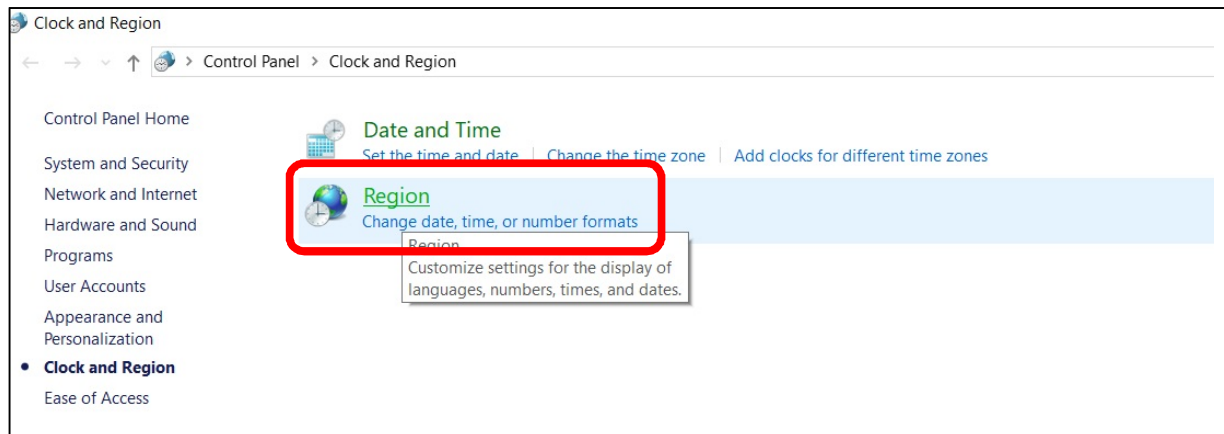 Clock and Region
Control Panel > Clock and Region
Control Panel Home
System and Security
Network and Internet
Hardware and Sound
Programs
User Accounts
Appearance and
Personalization
Clock and Region
Ease of Access
Date and Time
Set the time and date | Change the time zone | Add clocks for different time zones
Region
Change date, time, or number formats
Region
Customize settings for the display of
languages, numbers, times, and dates.